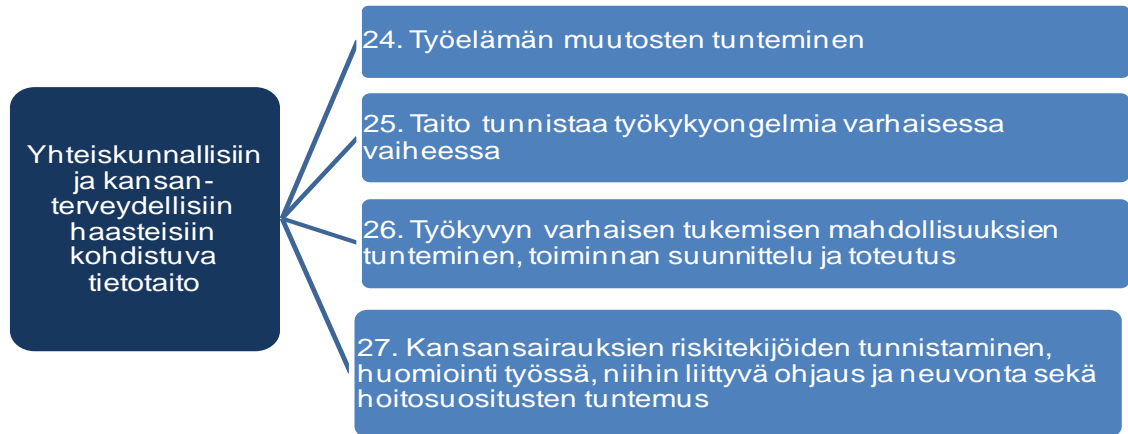 Yhteiskunnallisiin
ja kansan-
terveydellisiin
haasteisiin
kohdistuva
tietotaito
24. Työelämän muutosten tunteminen
25. Taito tunnistaa työkykyongelmia varhaisessa
vaiheessa
26. Työkyvyn varhaisen tukemisen mahdollisuuksien
tunteminen, toiminnan suunnittelu ja toteutus
27. Kansansairauksien riskitekijöiden tunnistaminen,
huomiointi työssä, niihin liittyvä ohjaus ja neuvonta sekä
hoitosuositusten tuntemus